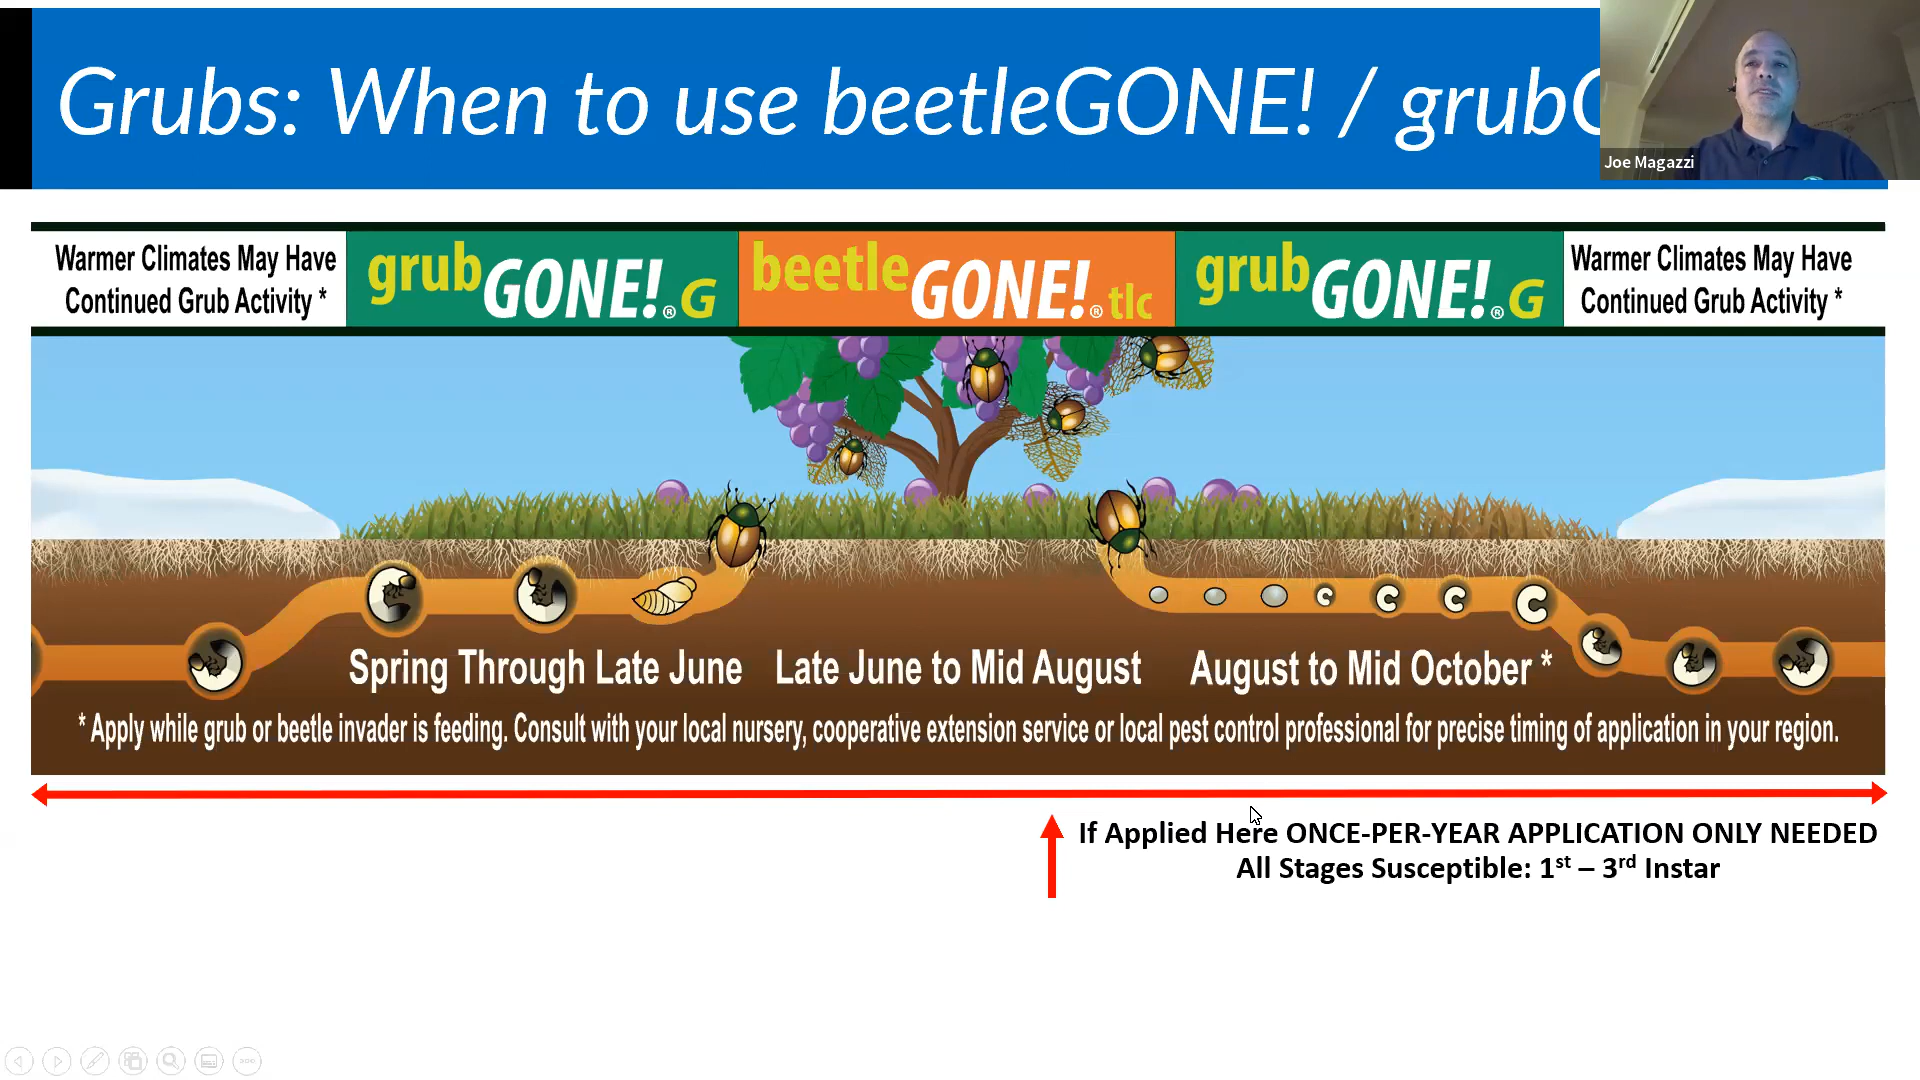 Grubs: When to use beetleGONE! / grub
Joe Magazzi
Warmer Climates May Have
Continued Grub Activity *
grubGONE!® G
beetleGONE!® tlc
grubGONE!® G
Warmer Climates May Have
Continued Grub Activity *
Spring Through Late June
Late June to Mid August
August to Mid October *
* Apply while grub or beetle invader is feeding. Consult with your local nursery, cooperative extension service or local pest control professional for precise timing of application in your region.
If Applied Here ONCE-PER-YEAR APPLICATION ONLY NEEDED
All Stages Susceptible: 1st – 3rd Instar